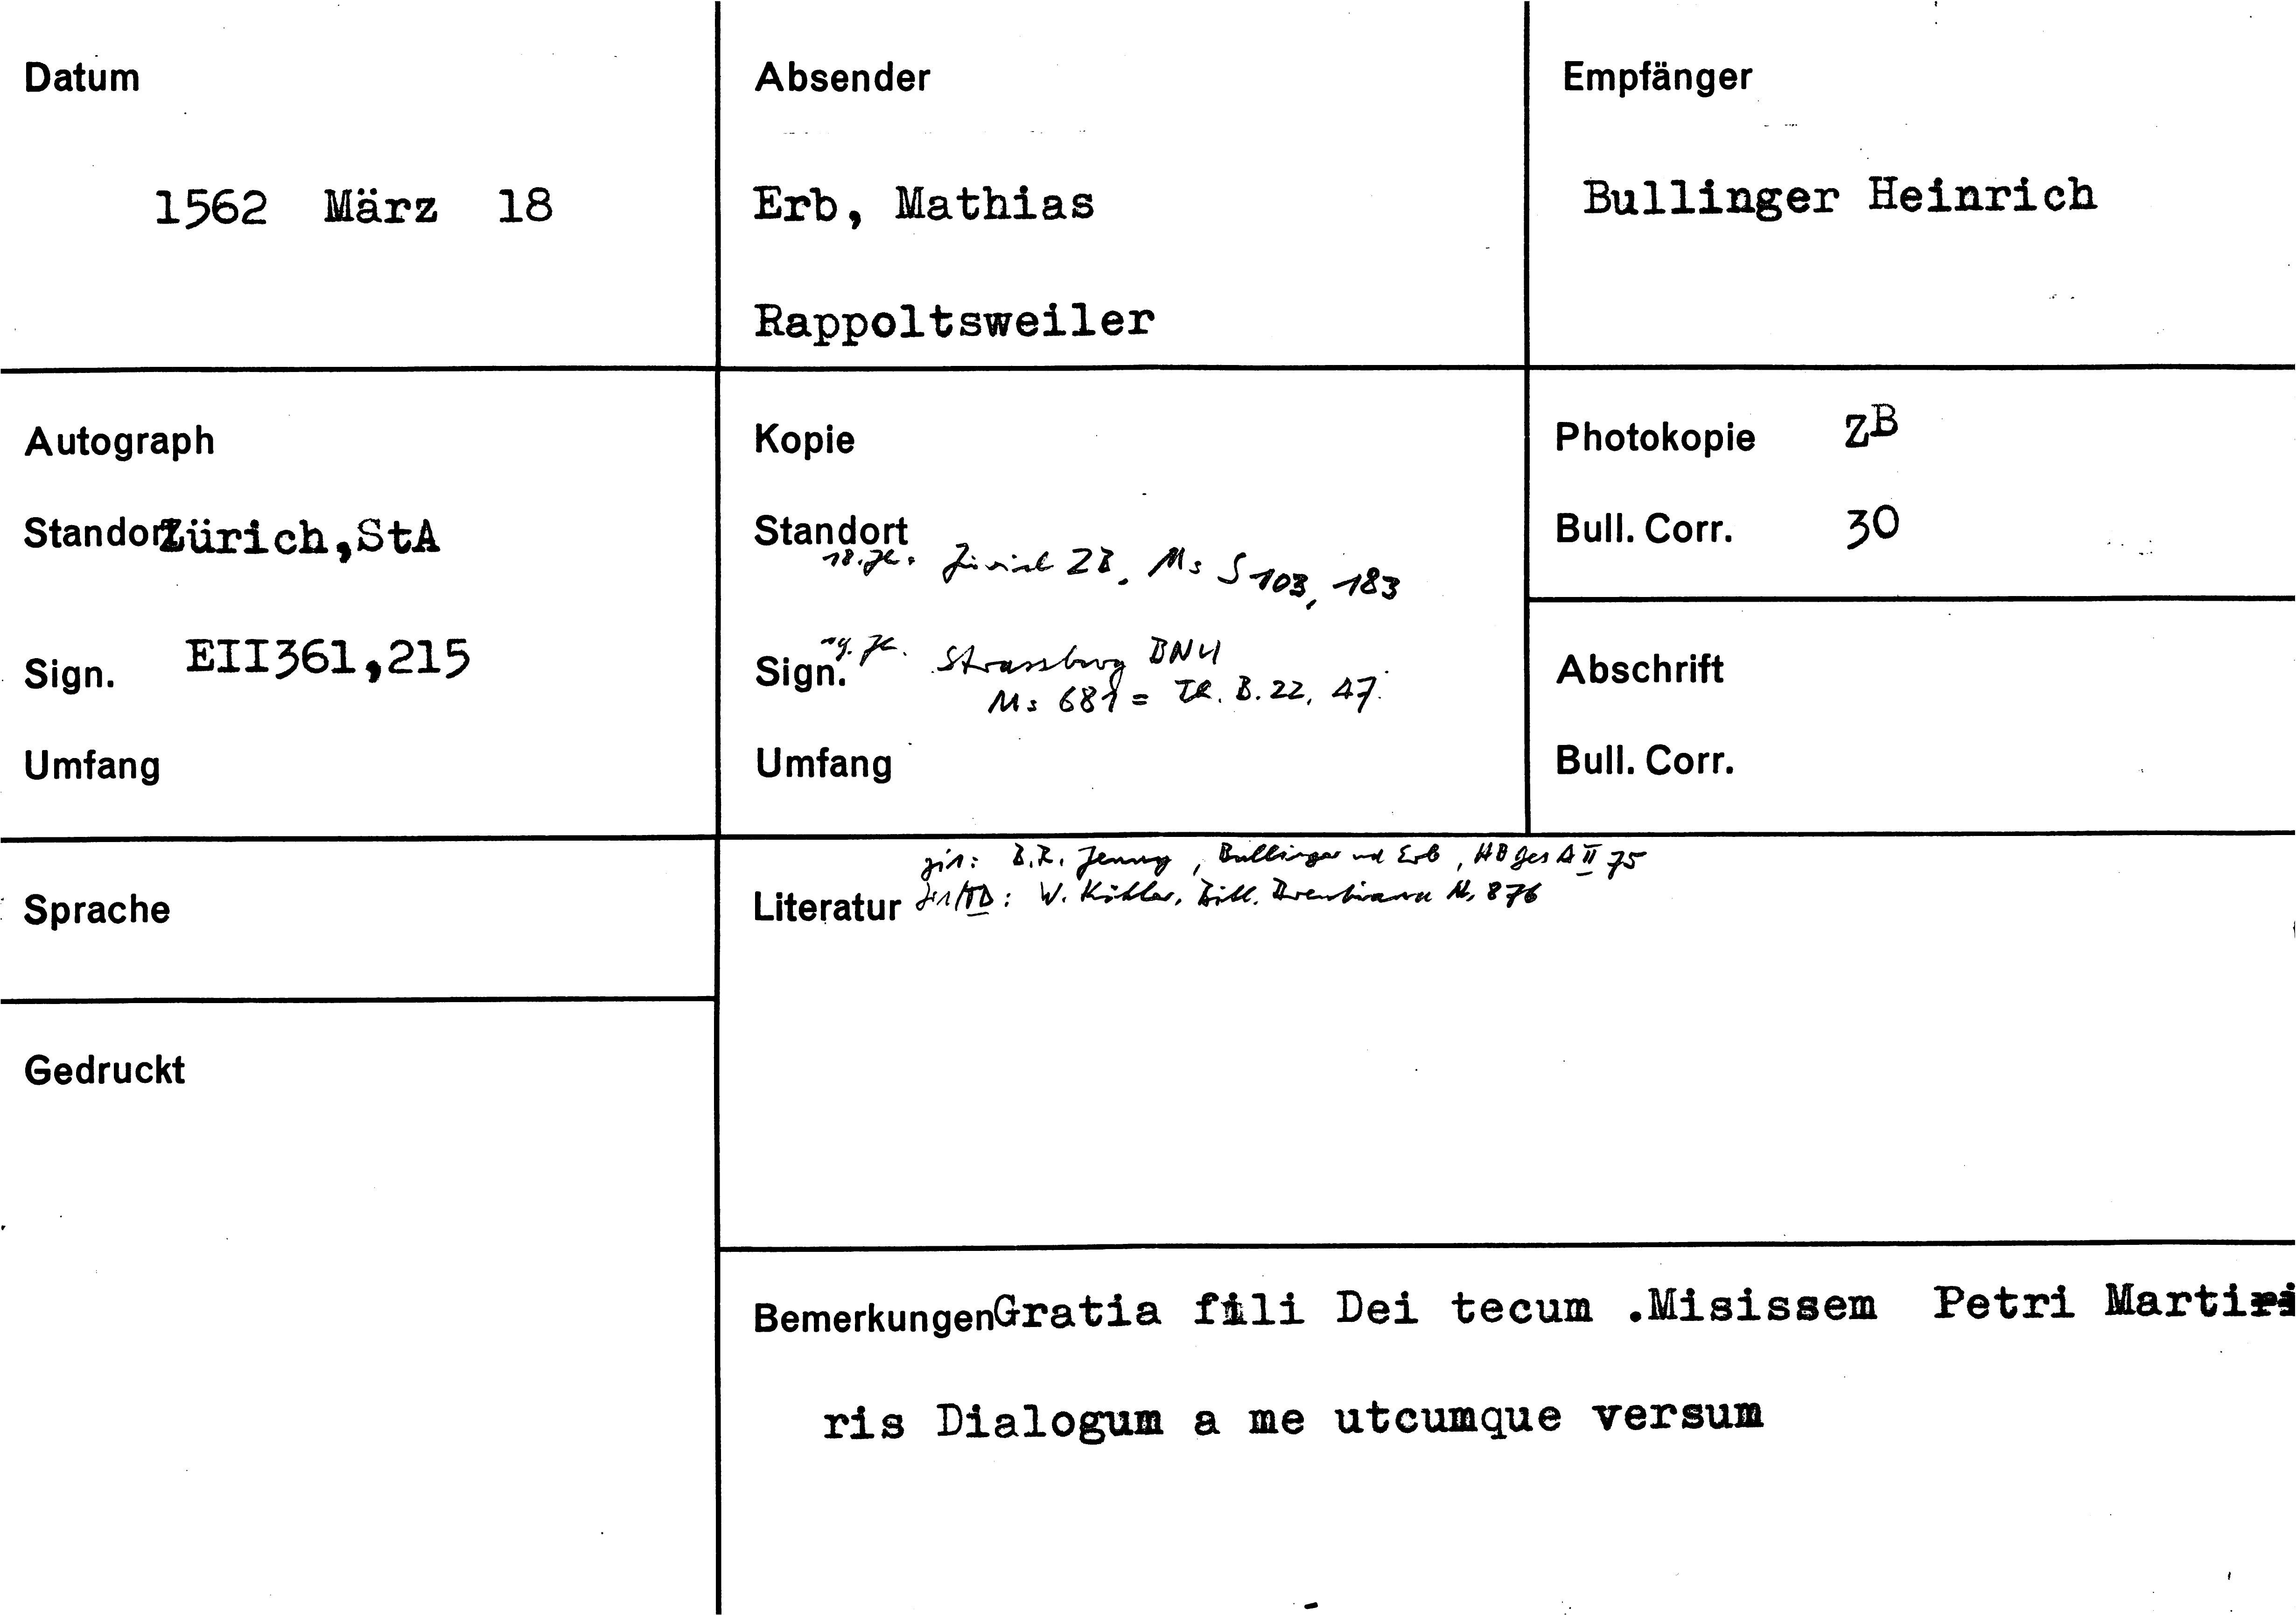 Datum
1562 März 18
Absender
Erb, Mathias
Rappoltsweiler
Empfänger
Bullinger Heinrich
Autograph
Standort Zürich, StA
Sign. EII361,215
Umfang
Kopie
Standort
18. Jh. Zürich ZB, Ms S 103, 183
Sign. 19. Jh. Strassburg BNU
Ms 681 = Th. B. 22, 47.
Umfang
Photokopie ZB
Bull. Corr. 30
Abschrift
Bull. Corr.
Sprache
Gedruckt
zit: B.R. Jenny, Bullinger und Erb, HB Ges A II 75
Literatur W. Köhler, Bibl. Brentiana Nr. 876
Bemerkungen Gratia fili Dei tecum .Misissem Petri Marti
ris Dialogum a me utcumque versum